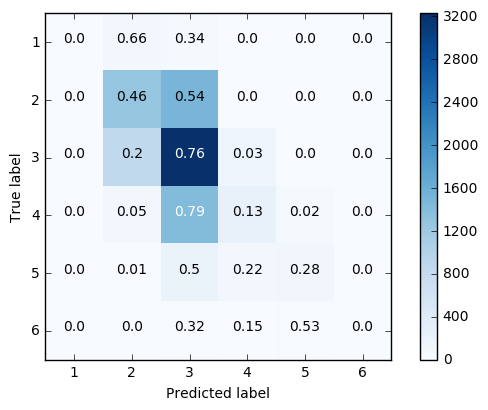 1 0.0 0.66 0.34 0.0 0.0 0.0
2 0.0 0.46 0.54 0.0 0.0 0.0
3 0.0 0.2 0.76 0.03 0.0 0.0
4 0.0 0.05 0.79 0.13 0.02 0.0
5 0.0 0.01 0.5 0.22 0.28 0.0
6 0.0 0.0 0.32 0.15 0.53 0.0
1 2 3 4 5 6
True label
Predicted label
3200
2800
2400
2000
1600
1200
800
400
0